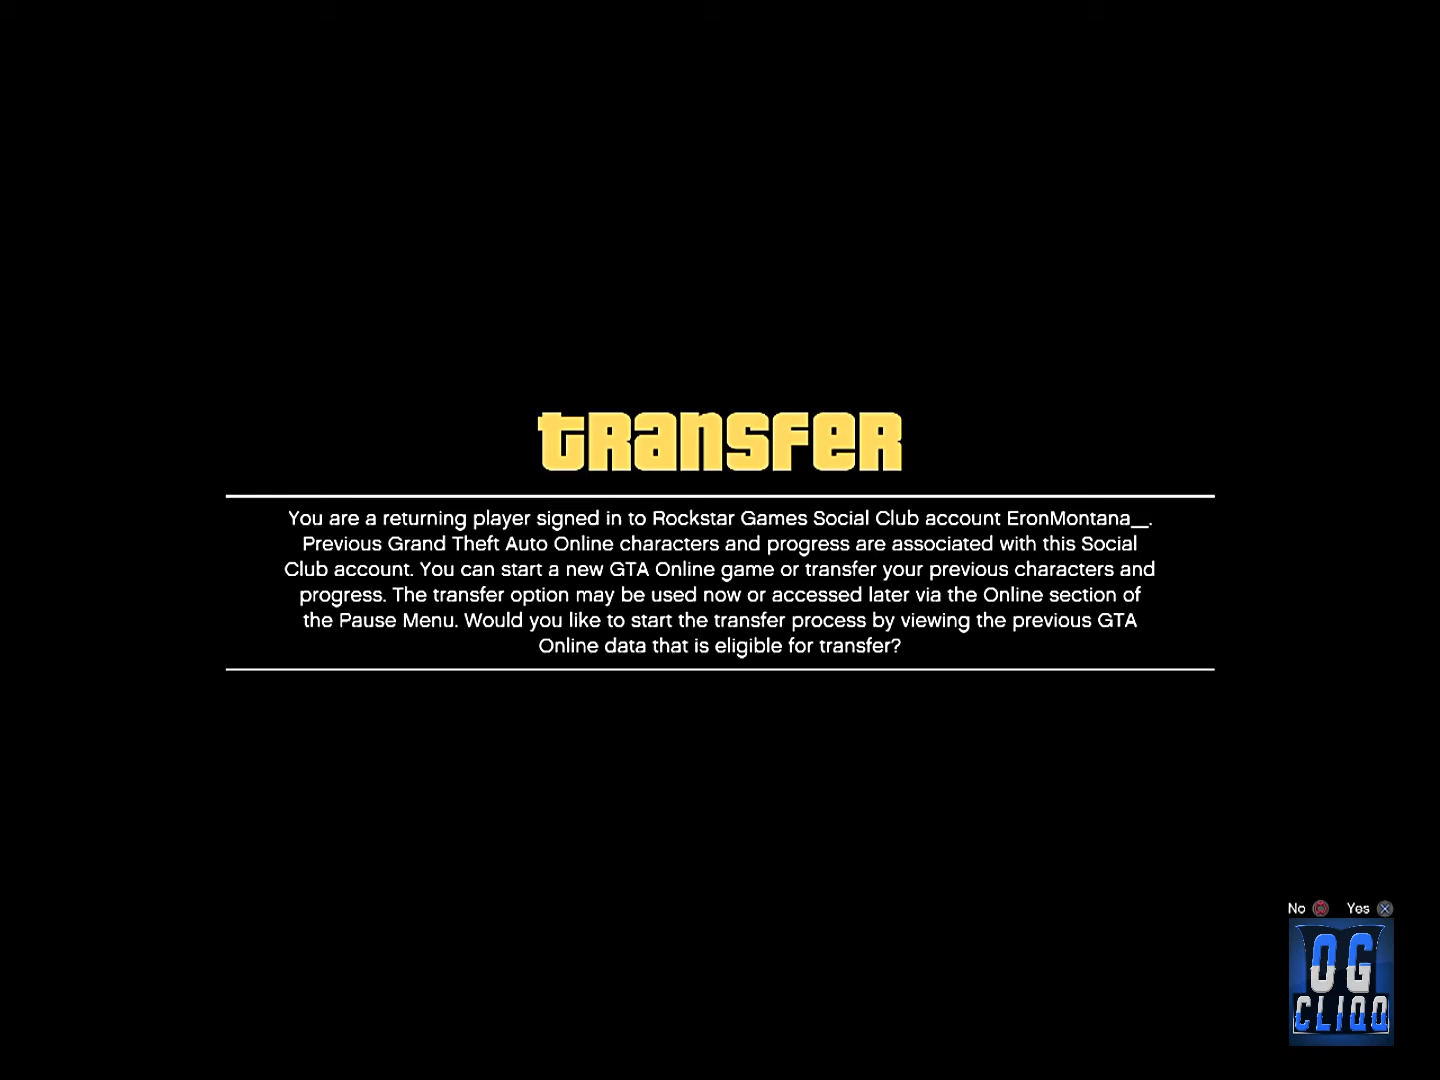 TRANSFER
You are a returning player signed in to Rockstar Games Social Club account EronMontana__.
Previous Grand Theft Auto Online characters and progress are associated with this Social
Club account. You can start a new GTA Online game or transfer your previous characters and
progress. The transfer option may be used now or accessed later via the Online section of
the Pause Menu. Would you like to start the transfer process by viewing the previous GTA
Online data that is eligible for transfer?
No Yes
OG
CLIQQ